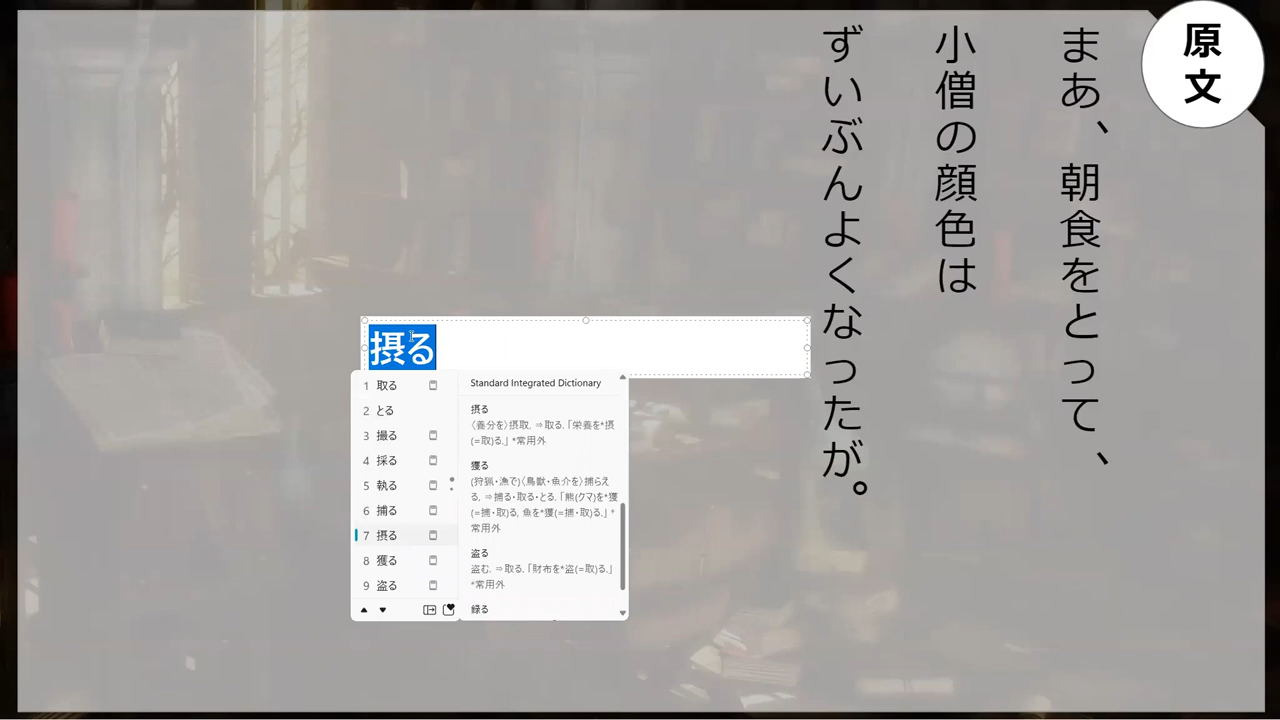 原文
まあ、朝食をとって、
小僧の顔色は
ずいぶんよくなったが。
摂る
1 取る
2 とる
3 撮る
4 採る
5 執る
6 捕る
7 摂る
8 獲る
9 盗る
Standard Integrated Dictionary
摂る
〈養分を〉摂取. ⇒取る.「栄養を*摂
(=取)る.」 *常用外
獲る
(狩猟・漁で)〈鳥獣・魚介を〉捕らえ
る, ⇒捕る・取る・とる.「熊(クマ)を*獲
(=捕・取)る, 魚を*獲(=捕・取)る.」 *
常用外
盗る
盗む. ⇒取る.「財布を*盗(=取)る.」
*常用外
録る